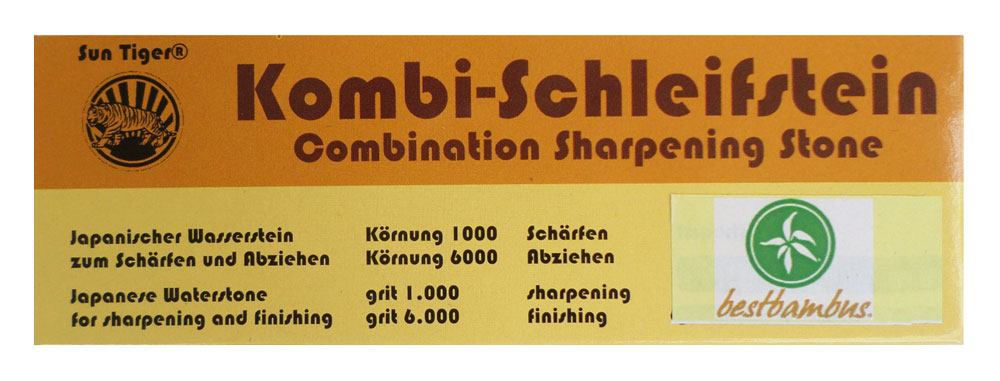 Sun Tiger®
Kombi-Schleifstein
Combination Sharpening Stone
Japanischer Wasserstein Körnung 1000 Schärfen
zum Schärfen und Abziehen Körnung 6000 Abziehen
Japanese Waterstone grit 1.000 sharpening
for sharpening and finishing grit 6.000 finishing
bestbambus.